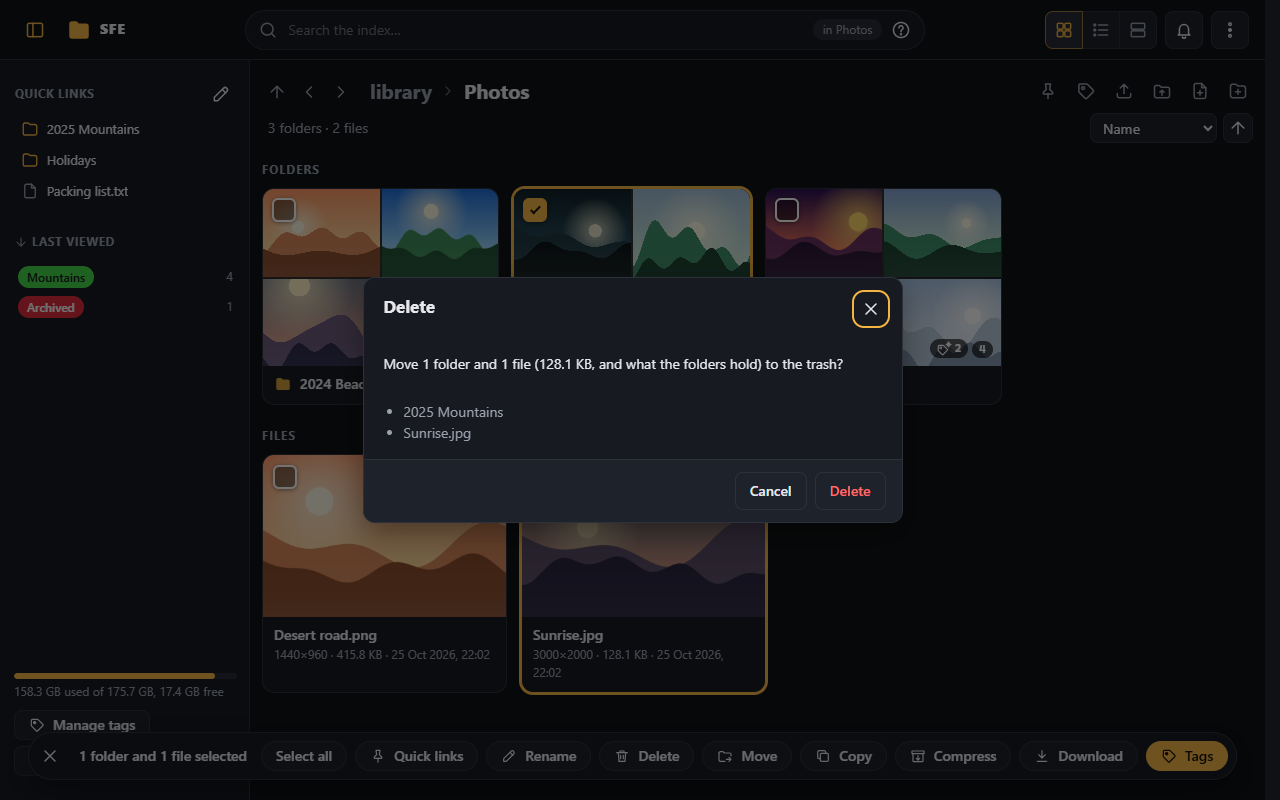 SFE
Search the index...
in Photos
QUICK LINKS
2025 Mountains
Holidays
Packing list.txt
LAST VIEWED
Mountains 4
Archived 1
158.3 GB used of 175.7 GB, 17.4 GB free
Manage tags
library
Photos
3 folders · 2 files
Name
FOLDERS
2 4
FILES
Desert road.png
1440×960 · 415.8 KB · 25 Oct 2026, 22:02
Sunrise.jpg
3000×2000 · 128.1 KB · 25 Oct 2026,
22:02
Delete
Move 1 folder and 1 file (128.1 KB, and what the folders hold) to the trash?
2025 Mountains
Sunrise.jpg
Cancel
Delete
1 folder and 1 file selected
Select all
Quick links
Rename
Delete
Move
Copy
Compress
Download
Tags